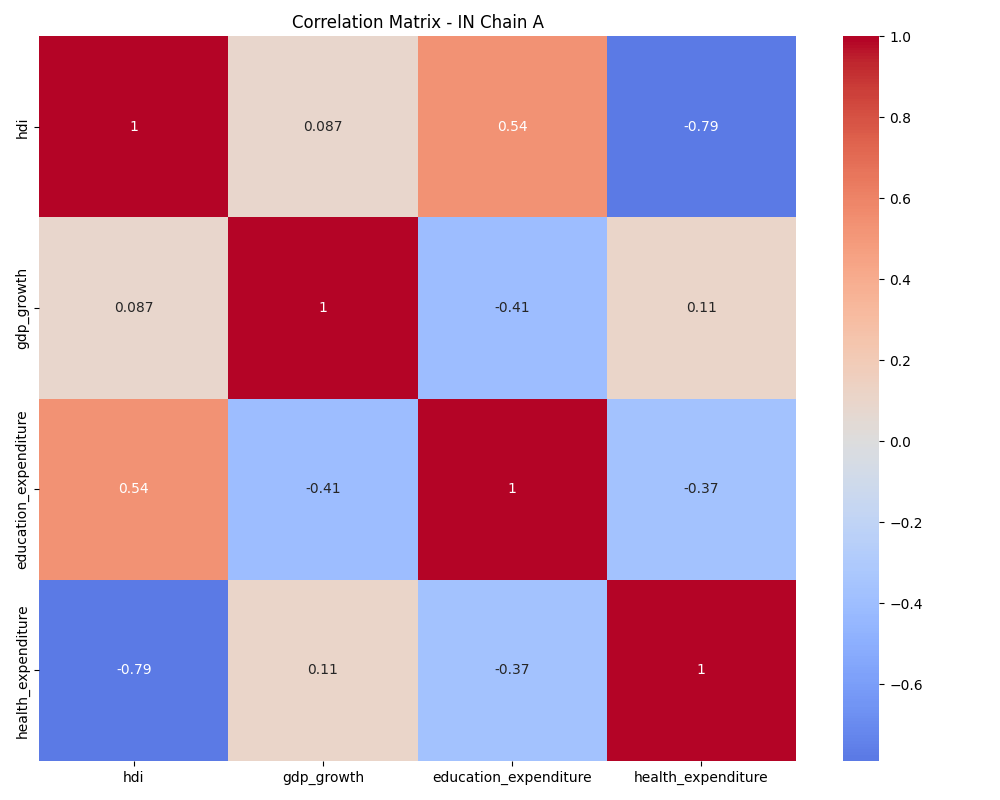 Correlation Matrix - IN Chain A
hdi
1
0.087
0.54
-0.79
gdp_growth
0.087
1
-0.41
0.11
education_expenditure
0.54
-0.41
1
-0.37
health_expenditure
-0.79
0.11
-0.37
1
hdi
gdp_growth
education_expenditure
health_expenditure
1.0
0.8
0.6
0.4
0.2
0.0
−0.2
−0.4
−0.6